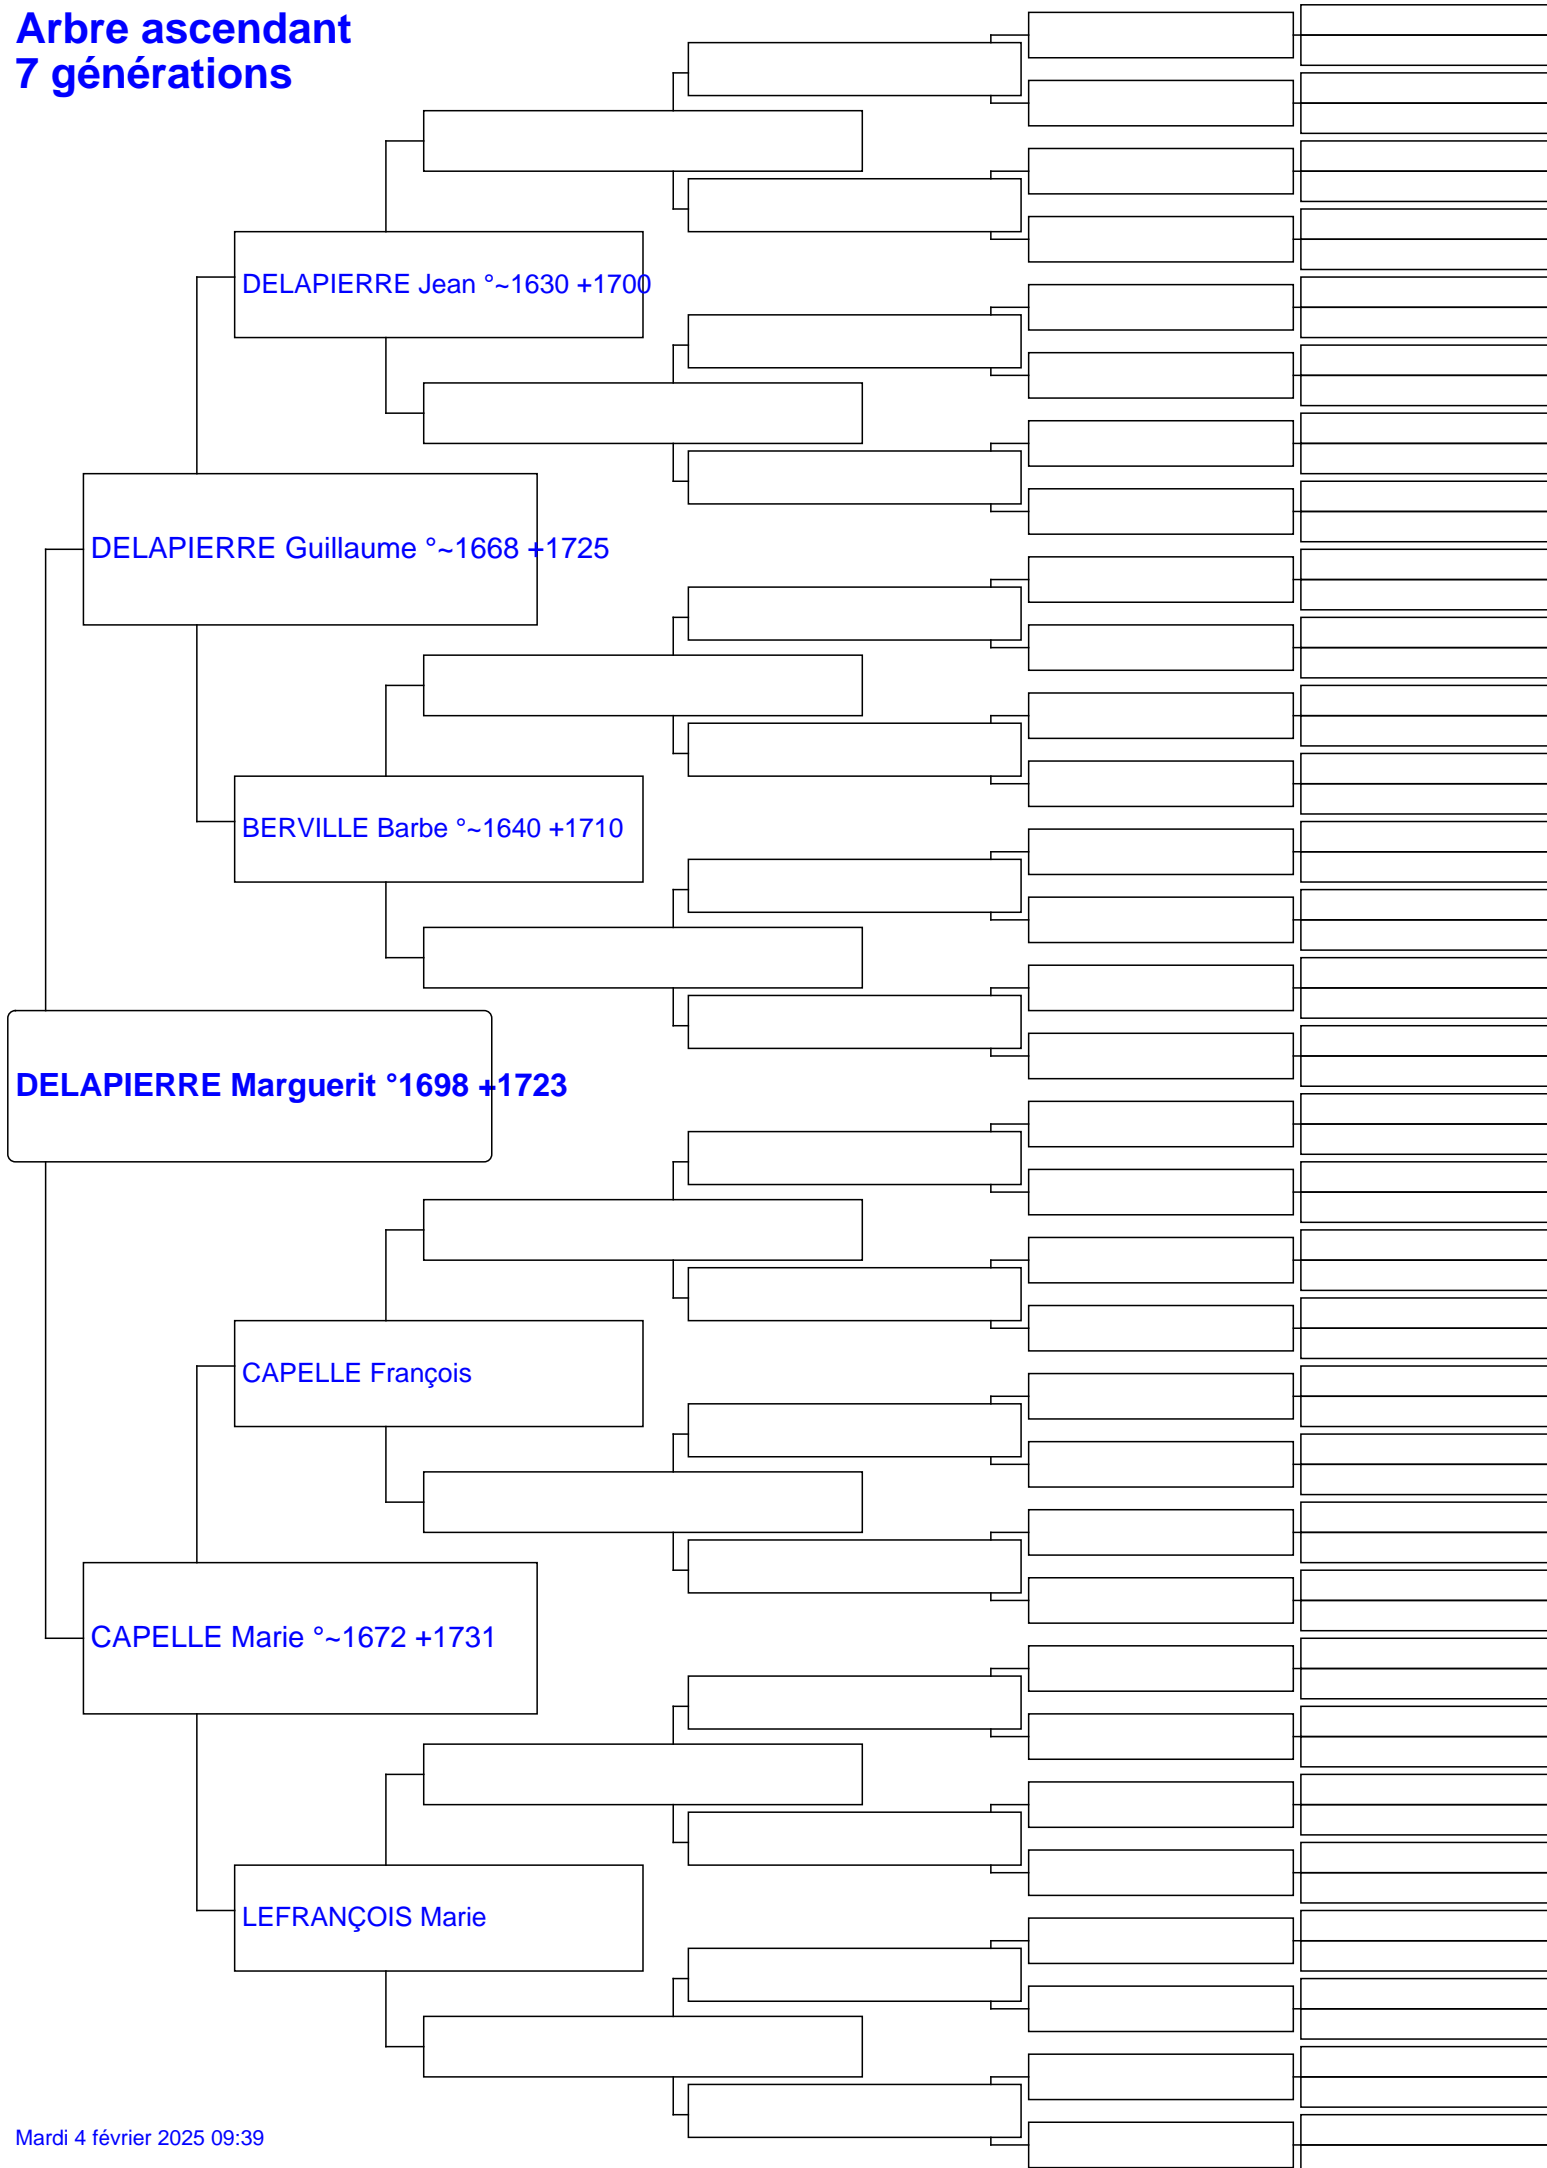 Arbre ascendant
7 générations
DELAPIERRE Jean °~1630 +1700
DELAPIERRE Guillaume °~1668 +1725
BERVILLE Barbe °~1640 +1710
DELAPIERRE Marguerit °1698 +1723
CAPELLE François
CAPELLE Marie °~1672 +1731
LEFRANÇOIS Marie
Mardi 4 février 2025 09:39